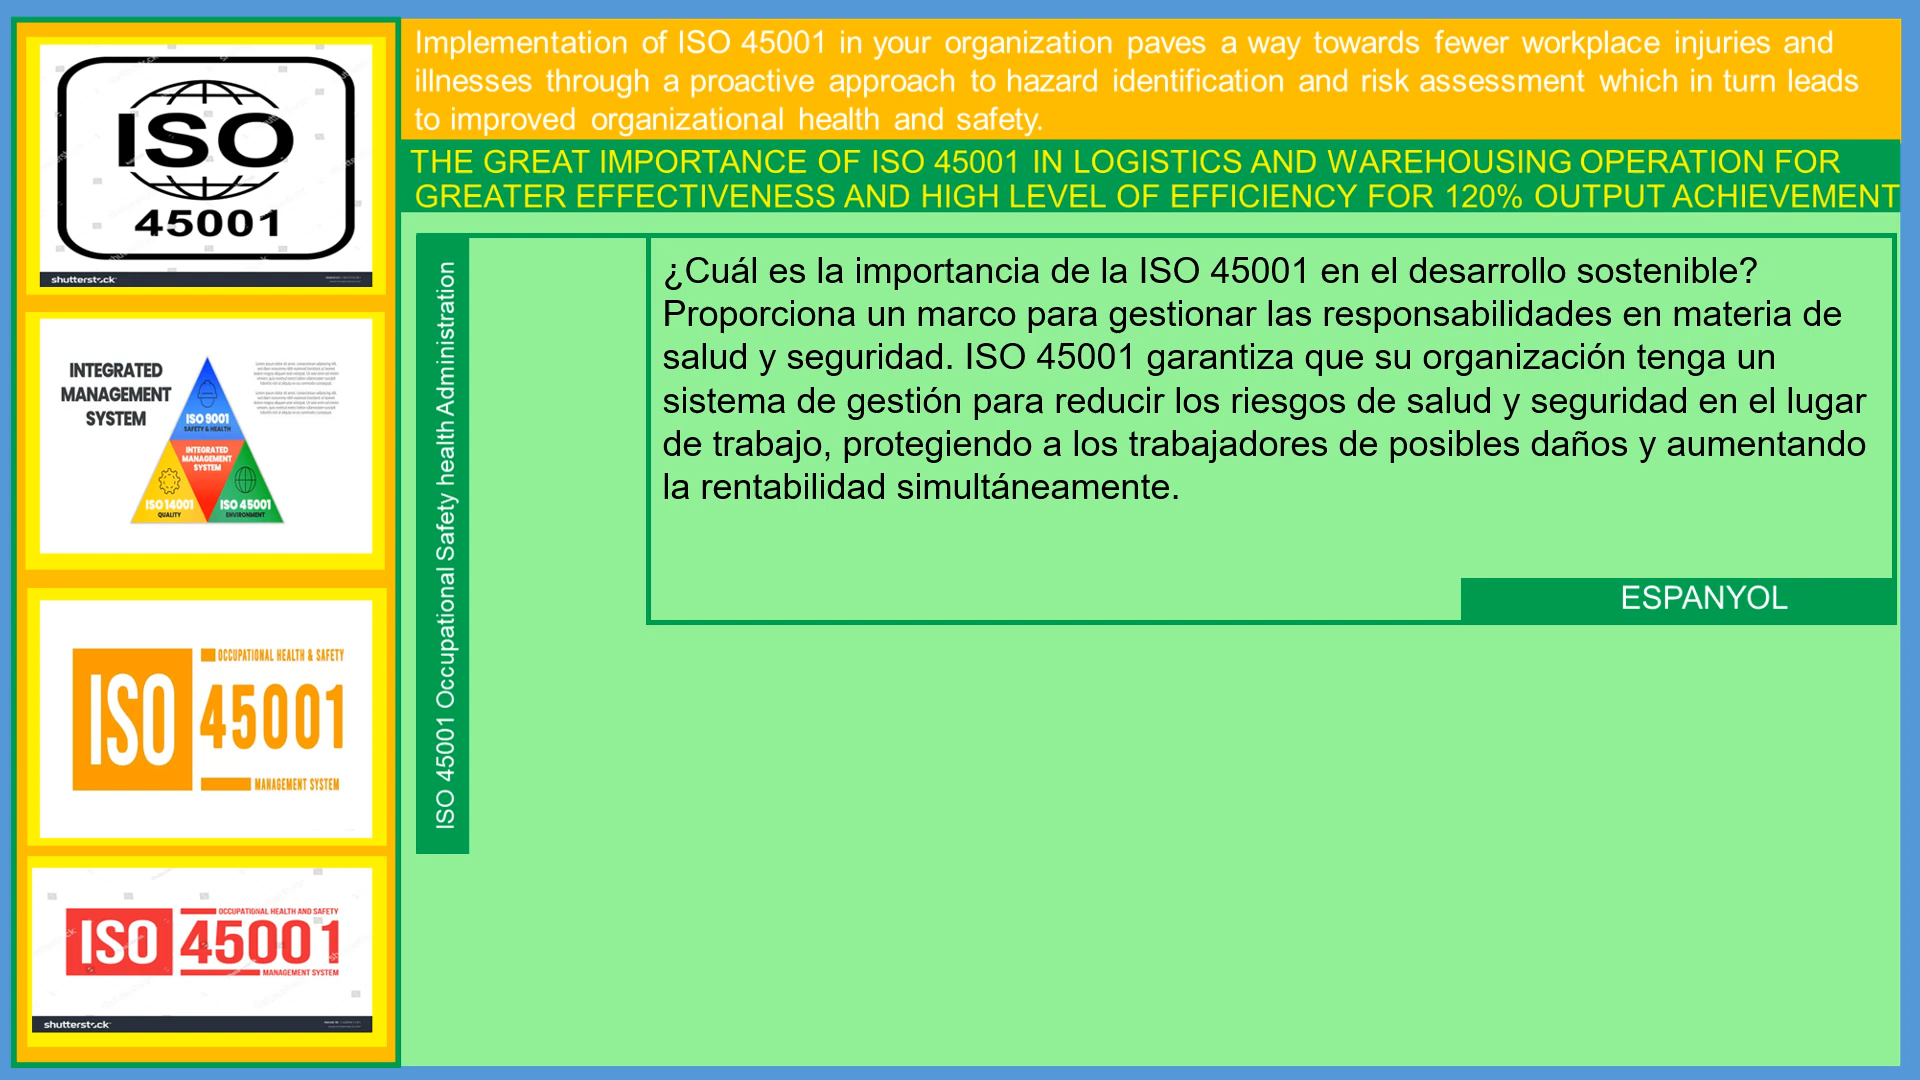 Implementation of ISO 45001 in your organization paves a way towards fewer workplace injuries and
illnesses through a proactive approach to hazard identification and risk assessment which in turn leads
to improved organizational health and safety.
THE GREAT IMPORTANCE OF ISO 45001 IN LOGISTICS AND WAREHOUSING OPERATION FOR
GREATER EFFECTIVENESS AND HIGH LEVEL OF EFFICIENCY FOR 120% OUTPUT ACHIEVEMENT
ISO
45001
shutterstock
INTEGRATED
MANAGEMENT
SYSTEM
ISO 9001
SAFETY & HEALTH
INTEGRATED
MANAGEMENT
SYSTEM
ISO 14001
QUALITY
ISO 45001
ENVIRONMENT
OCCUPATIONAL HEALTH & SAFETY
ISO 45001
MANAGEMENT SYSTEM
OCCUPATIONAL HEALTH AND SAFETY
ISO 45001
MANAGEMENT SYSTEM
shutterstock
ISO 45001 Occupational Safety health Administration
¿Cuál es la importancia de la ISO 45001 en el desarrollo sostenible?
Proporciona un marco para gestionar las responsabilidades en materia de
salud y seguridad. ISO 45001 garantiza que su organización tenga un
sistema de gestión para reducir los riesgos de salud y seguridad en el lugar
de trabajo, protegiendo a los trabajadores de posibles daños y aumentando
la rentabilidad simultáneamente.
ESPANYOL